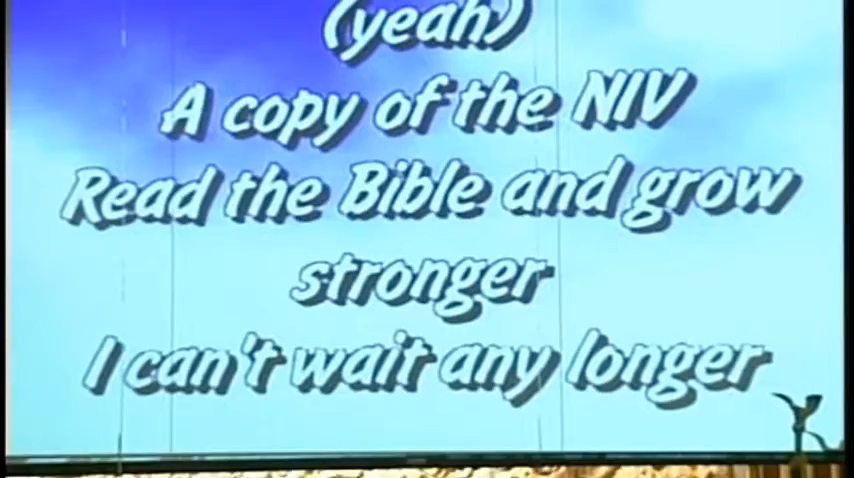 (yeah)
A copy of the NIV
Read the Bible and grow
stronger
I can't wait any longer